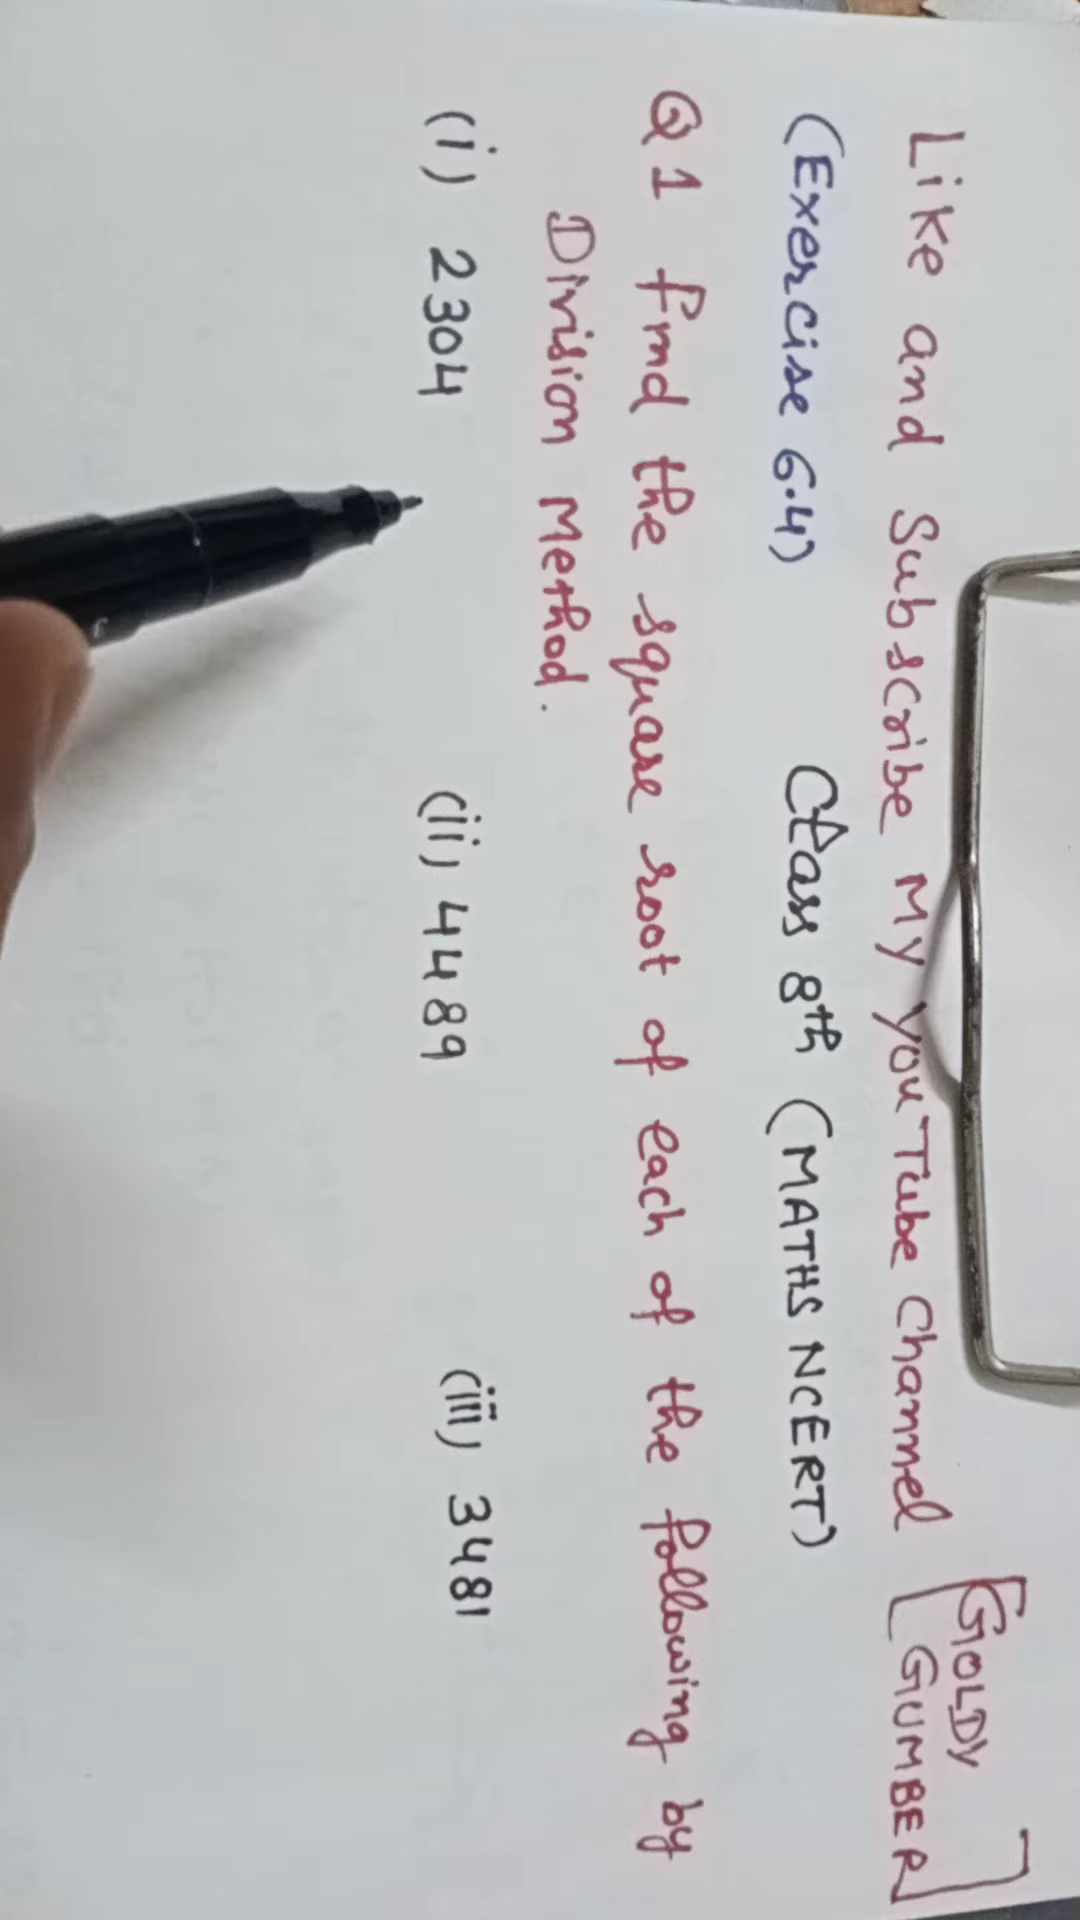 Like and Subscribe My YouTube Channel [GOLDY GUMBER]
(Exercise 6.4) Class 8th (MATHS NCERT)
Q1 find the square root of each of the following by
Division Method.
(i) 2304 (ii) 4489 (iii) 3481